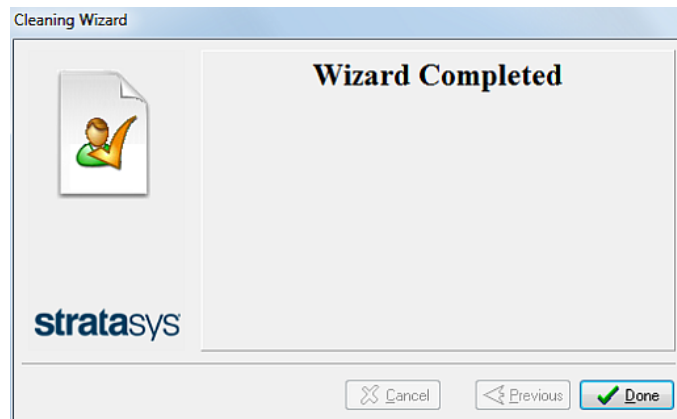 Cleaning Wizard
Wizard Completed
stratasys
Cancel
Previous
Done